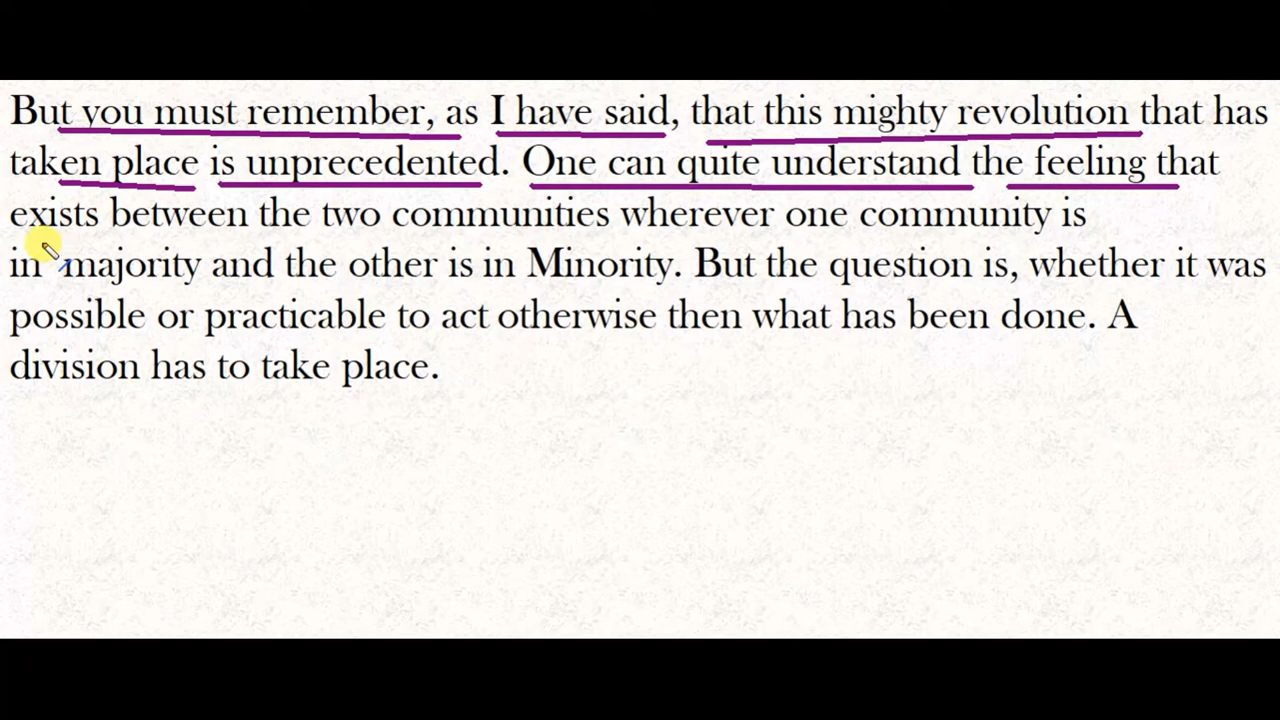 But you must remember, as I have said, that this mighty revolution that has
taken place is unprecedented. One can quite understand the feeling that
exists between the two communities wherever one community is
in majority and the other is in Minority. But the question is, whether it was
possible or practicable to act otherwise then what has been done. A
division has to take place.